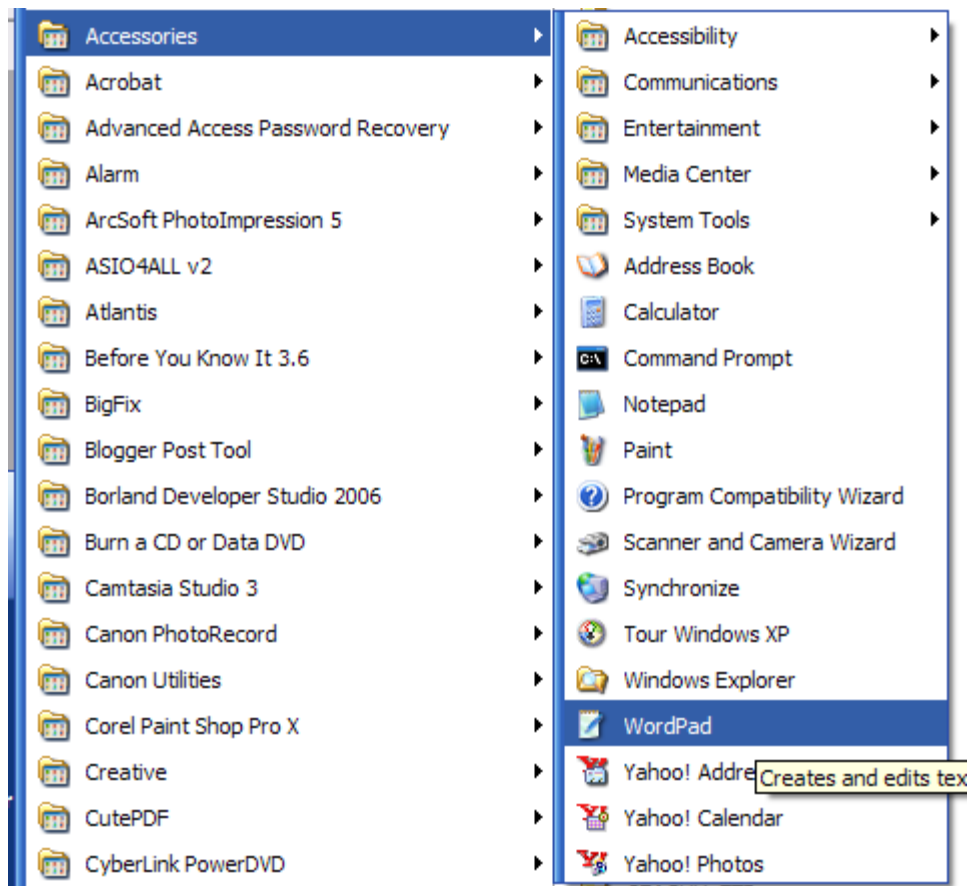 Accessories
Acrobat
Advanced Access Password Recovery
Alarm
ArcSoft PhotoImpression 5
ASIO4ALL v2
Atlantis
Before You Know It 3.6
BigFix
Blogger Post Tool
Borland Developer Studio 2006
Burn a CD or Data DVD
Camtasia Studio 3
Canon PhotoRecord
Canon Utilities
Corel Paint Shop Pro X
Creative
CutePDF
CyberLink PowerDVD
Accessibility
Communications
Entertainment
Media Center
System Tools
Address Book
Calculator
C:\
Command Prompt
Notepad
Paint
Program Compatibility Wizard
Scanner and Camera Wizard
Synchronize
Tour Windows XP
Windows Explorer
WordPad
Yahoo! Addre
Creates and edits tex
Yahoo! Calendar
Yahoo! Photos